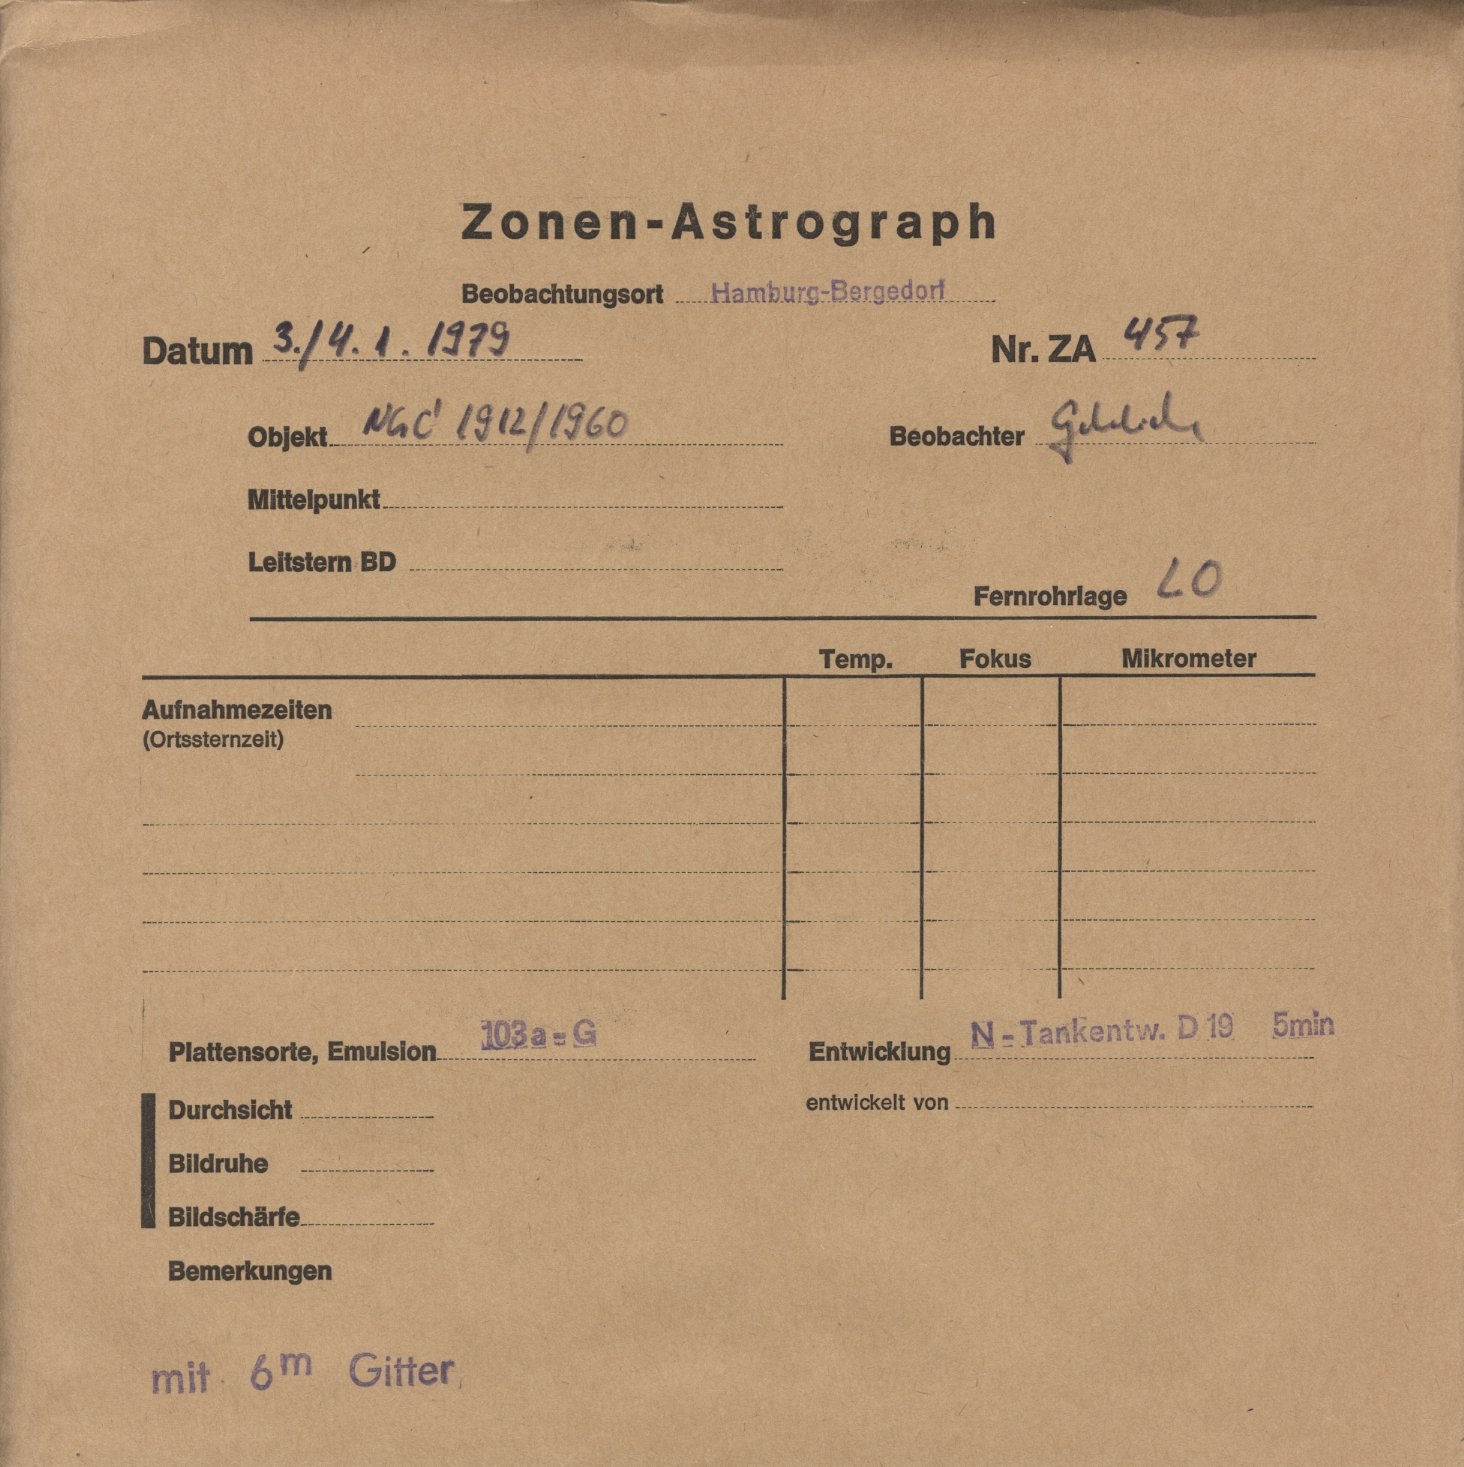 Zonen-Astrograph
Beobachtungsort Hamburg-Bergedorf
Datum 3./4. 1. 1979 Nr. ZA 457
Objekt NGC 1912/1960 Beobachter
Mittelpunkt
Leitstern BD
Fernrohrlage LO
Temp. Fokus Mikrometer
Aufnahmezeiten
(Ortssternzeit)
Plattensorte, Emulsion 103a-G Entwicklung N-Tankentw. D 19 5min
Durchsicht entwickelt von
Bildruhe
Bildschärfe
Bemerkungen
mit 6m Gitter